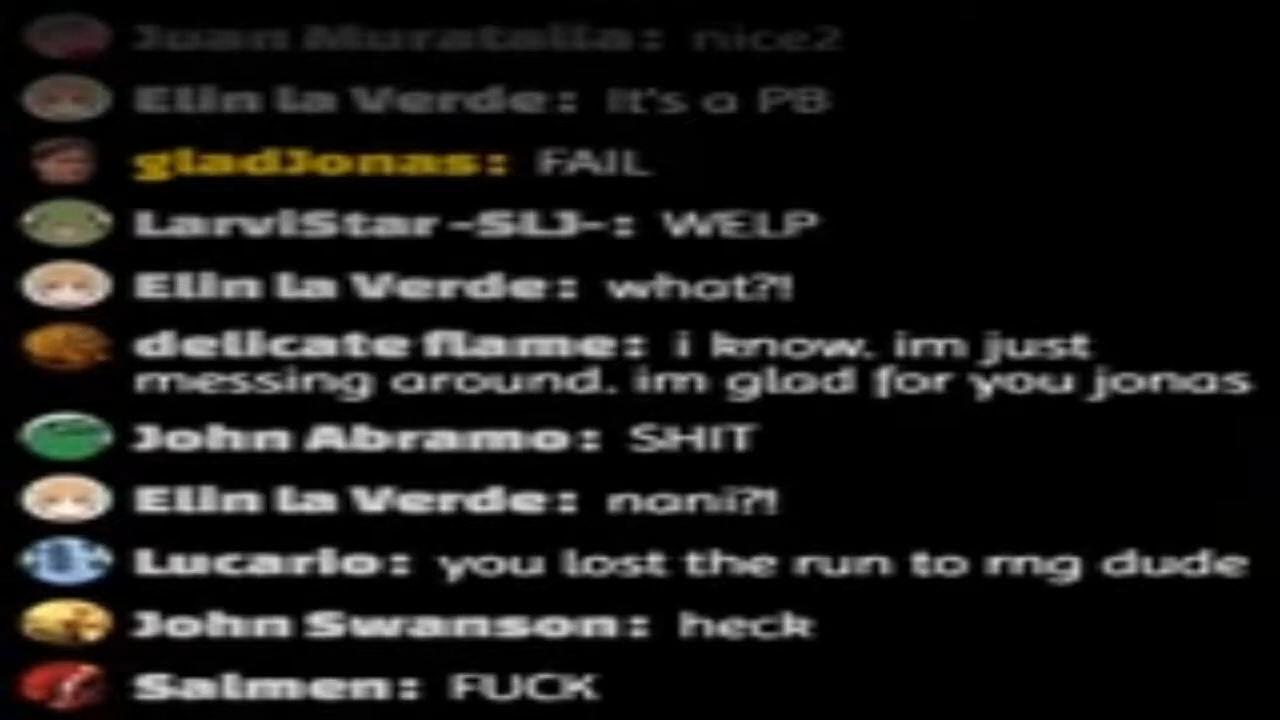 Juan Muratalla: nice2
Elin la Verde: It's a PB
gladJonas: FAIL
LarviStar -SLJ-: WELP
Elin la Verde: what?!
delicate flame: i know. im just
messing around. im glad for you jonas
John Abramo: SHIT
Elin la Verde: nani?!
Lucario: you lost the run to rng dude
John Swanson: heck
Salmen: FUCK